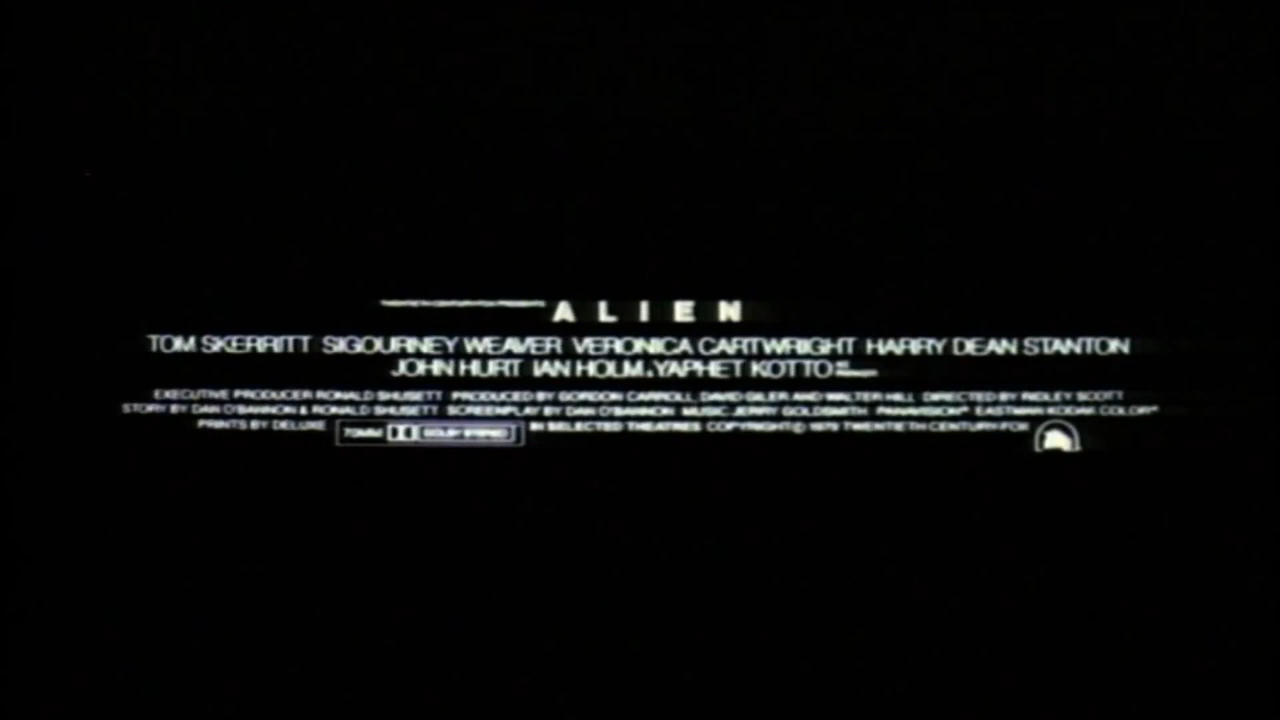 ALIEN
TOM SKERRITT SIGOURNEY WEAVER VERONICA CARTWRIGHT HARRY DEAN STANTON
JOHN HURT IAN HOLM YAPHET KOTTO
EXECUTIVE PRODUCER RONALD SHUSETT PRODUCED BY GORDON CARROLL, DAVID GILER AND WALTER HILL DIRECTED BY RIDLEY SCOTT
STORY BY DAN O'BANNON & RONALD SHUSETT SCREENPLAY BY DAN O'BANNON MUSIC JERRY GOLDSMITH PANAVISION® EASTMAN KODAK COLOR®
PRINTS BY DELUXE 70MM DOLBY STEREO IN SELECTED THEATRES COPYRIGHT © 1979 TWENTIETH CENTURY-FOX